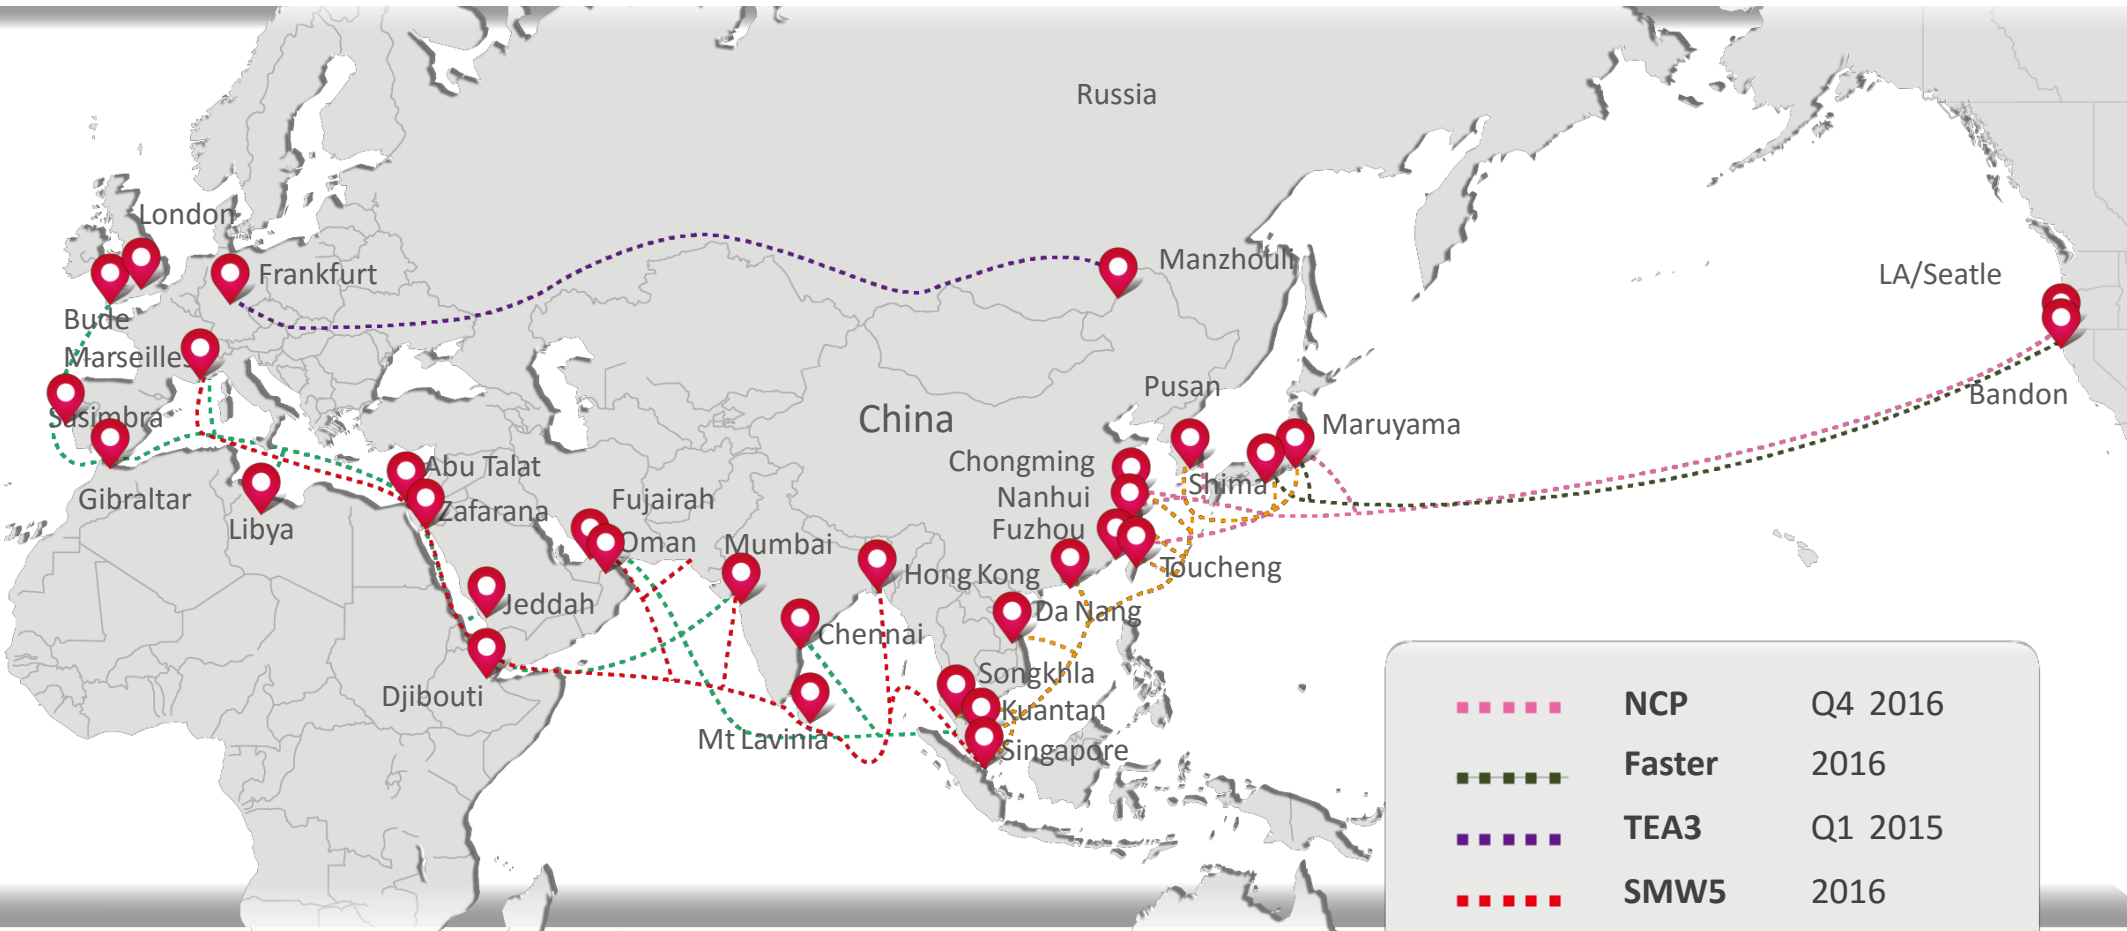 Russia
London
Manzhouli
Frankfurt
LA/Seatle
Bude
Marseille
Pusan
Bandon
Susimbra
China
Maruyama
Chongming
Abu Talat
Shima
Nanhui
Gibraltar
Fujairah
Zafarana
Libya
Fuzhou
Oman
Mumbai
Toucheng
Hong Kong
Jeddah
Da Nang
Chennai
Songkhla
Djibouti
Kuantan
Mt Lavinia
Singapore
NCP Q4 2016
Faster 2016
TEA3 Q1 2015
SMW5 2016